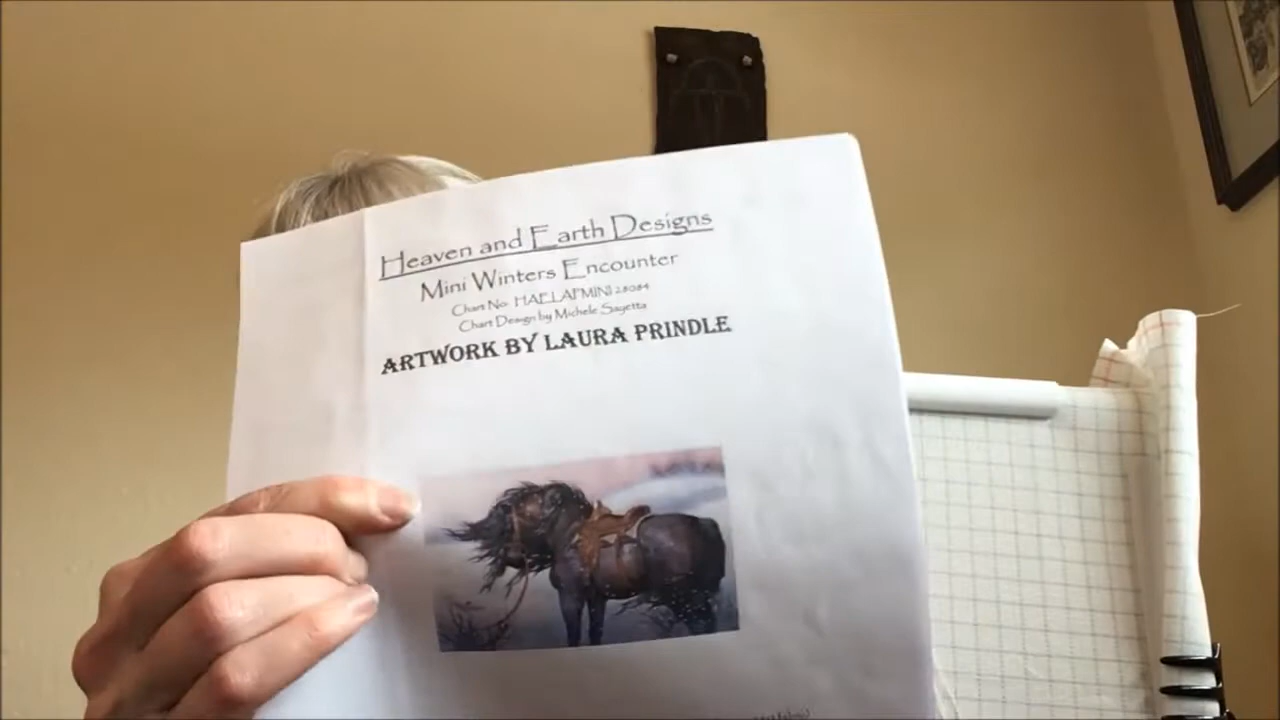 Heaven and Earth Designs
Mini Winters Encounter
Chart No: HAELAPMINI 28084
Chart Design by Michele Sayetta
ARTWORK BY LAURA PRINDLE